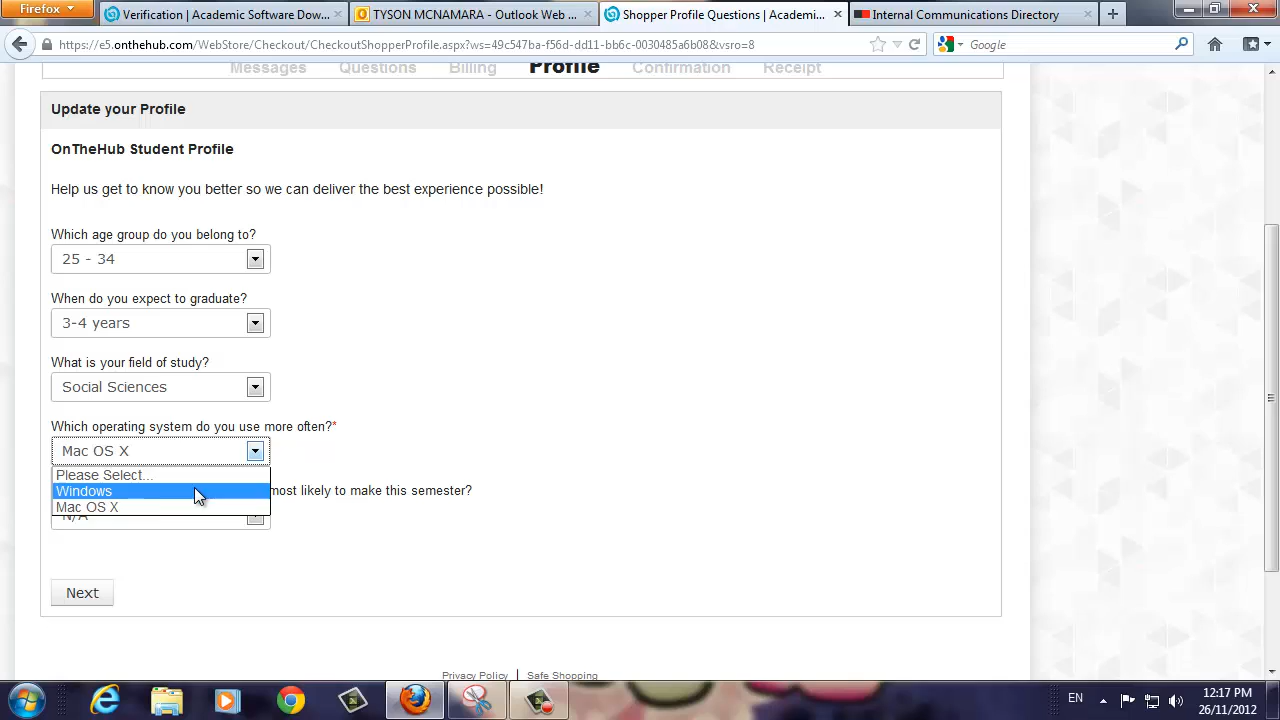 Firefox
Verification | Academic Software Dow...
TYSON MCNAMARA - Outlook Web ...
Shopper Profile Questions | Academi...
Internal Communications Directory
https://e5.onthehub.com/WebStore/Checkout/CheckoutShopperProfile.aspx?ws=49c547ba-f56d-dd11-bb6c-0030485a6b08&vsro=8
Google
Messages Questions Billing Profile Confirmation Receipt
Update your Profile
OnTheHub Student Profile
Help us get to know you better so we can deliver the best experience possible!
Which age group do you belong to?
25 - 34
When do you expect to graduate?
3-4 years
What is your field of study?
Social Sciences
Which operating system do you use more often?*
Mac OS X
Please Select...
Windows
most likely to make this semester?
Mac OS X
N/A
Next
Privacy Policy | Safe Shopping
EN
12:17 PM
26/11/2012